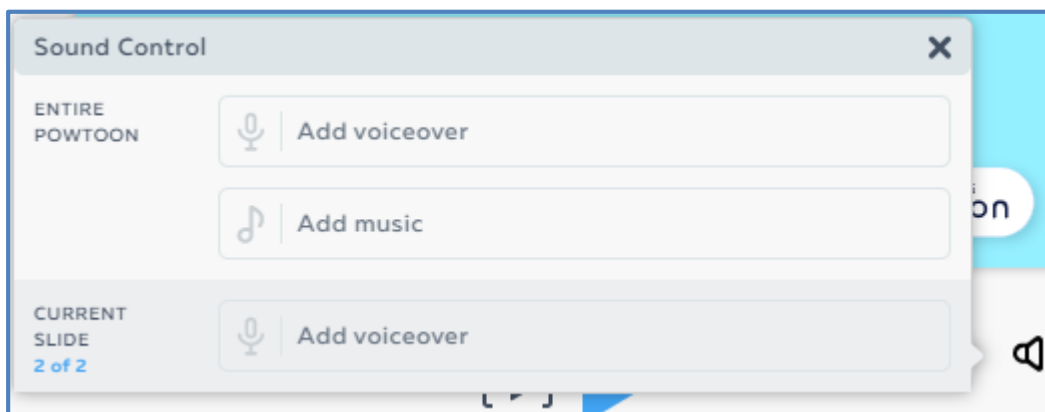 Sound Control
ENTIRE
POWTOON
Add voiceover
Add music
CURRENT
SLIDE
2 of 2
Add voiceover